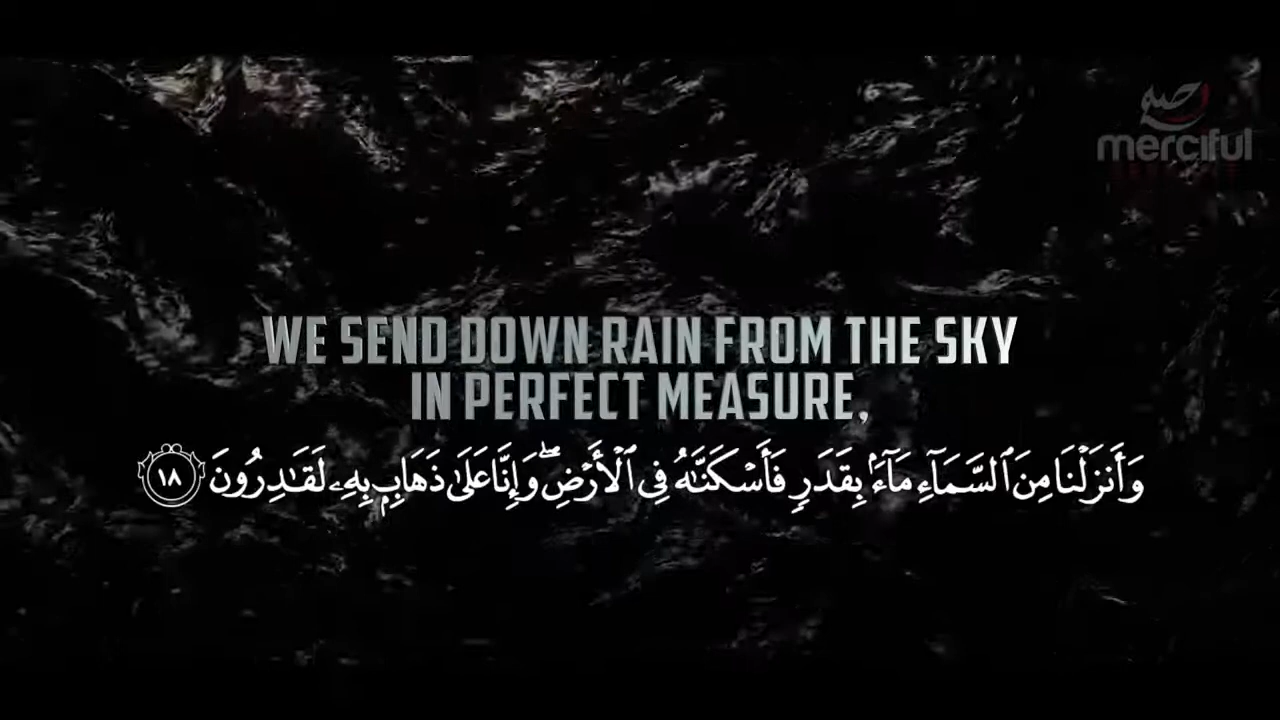 merciful
WE SEND DOWN RAIN FROM THE SKY
IN PERFECT MEASURE,
وَأَنزَلْنَا مِنَ ٱلسَّمَآءِ مَآءًۢ بِقَدَرٍ فَأَسْكَنَّـٰهُ فِى ٱلْأَرْضِ ۖ وَإِنَّا عَلَىٰ ذَهَابٍۭ بِهِۦ لَقَـٰدِرُونَ ١٨